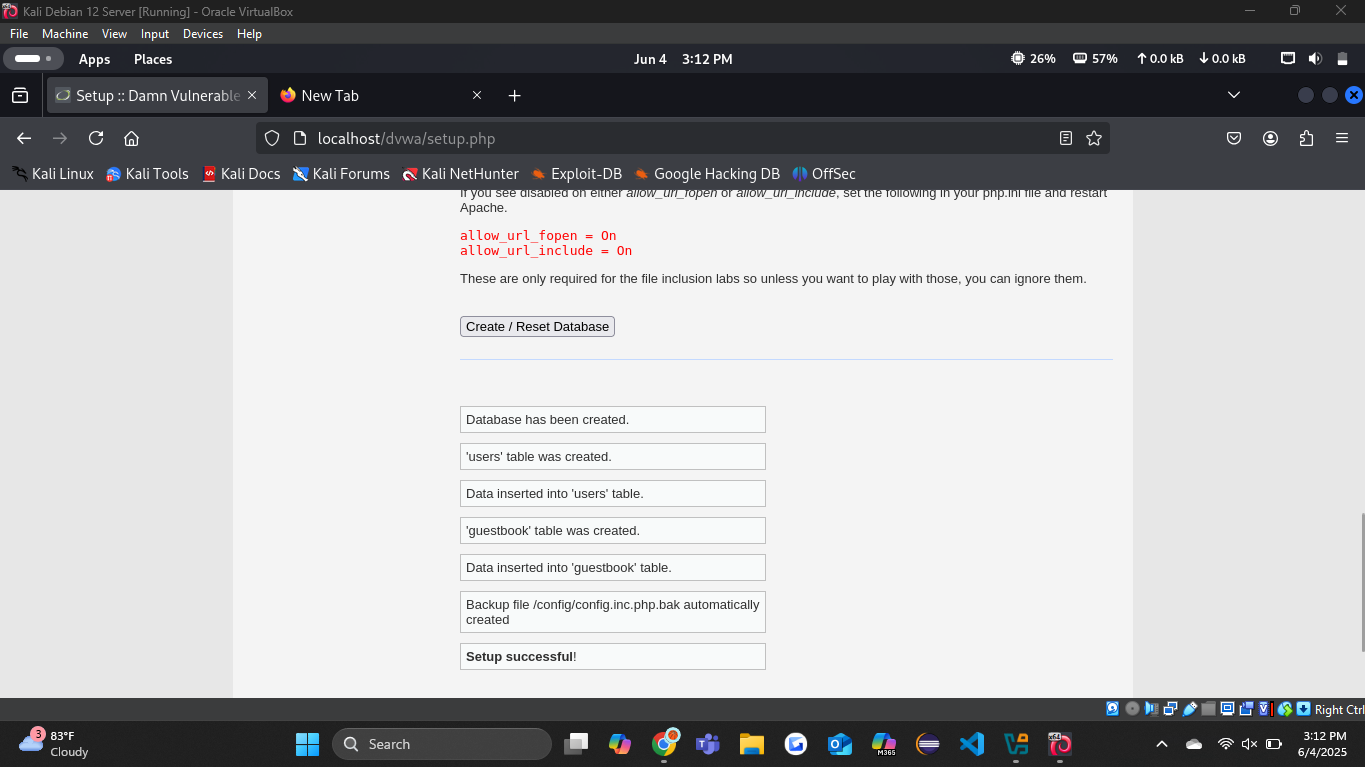 Kali Debian 12 Server [Running] - Oracle VirtualBox
File Machine View Input Devices Help
Apps Places Jun 4 3:12 PM 26% 57% 0.0 kB 0.0 kB
Setup :: Damn Vulnerable New Tab
localhost/dvwa/setup.php
Kali Linux Kali Tools Kali Docs Kali Forums Kali NetHunter Exploit-DB Google Hacking DB OffSec
If you see disabled on either allow_url_fopen or allow_url_include, set the following in your php.ini file and restart
Apache.
allow_url_fopen = On
allow_url_include = On
These are only required for the file inclusion labs so unless you want to play with those, you can ignore them.
Create / Reset Database
Database has been created.
'users' table was created.
Data inserted into 'users' table.
'guestbook' table was created.
Data inserted into 'guestbook' table.
Backup file /config/config.inc.php.bak automatically
created
Setup successful!
Right Ctrl
3 83°F
Cloudy
Search
M365
x64
3:12 PM
6/4/2025